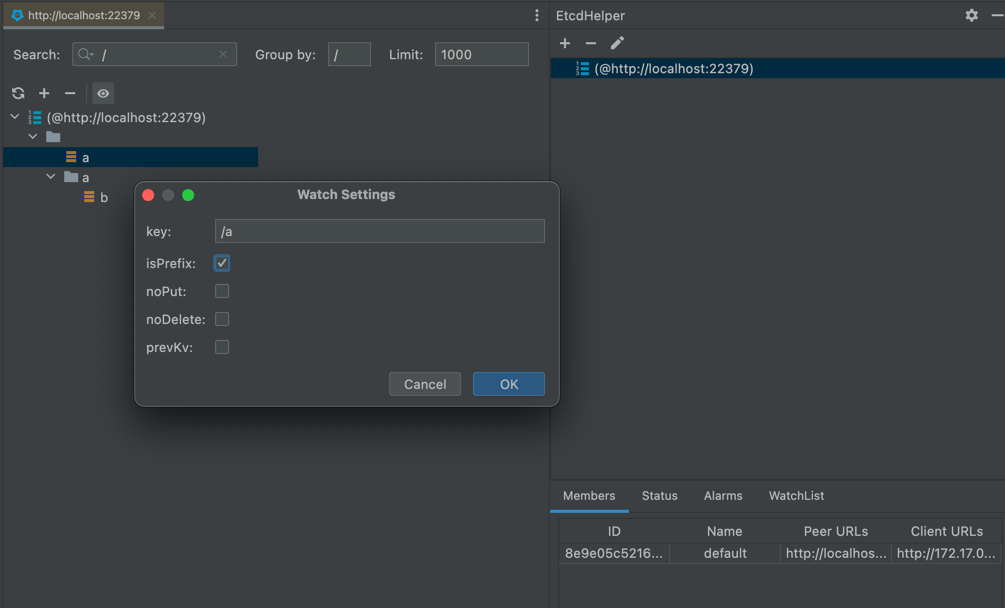 http://localhost:22379
Search: /
Group by: /
Limit: 1000
(@http://localhost:22379)
a
a
b
Watch Settings
key: /a
isPrefix:
noPut:
noDelete:
prevKv:
Cancel OK
EtcdHelper
(@http://localhost:22379)
Members Status Alarms WatchList
ID Name Peer URLs Client URLs
8e9e05c5216... default http://localhos... http://172.17.0...